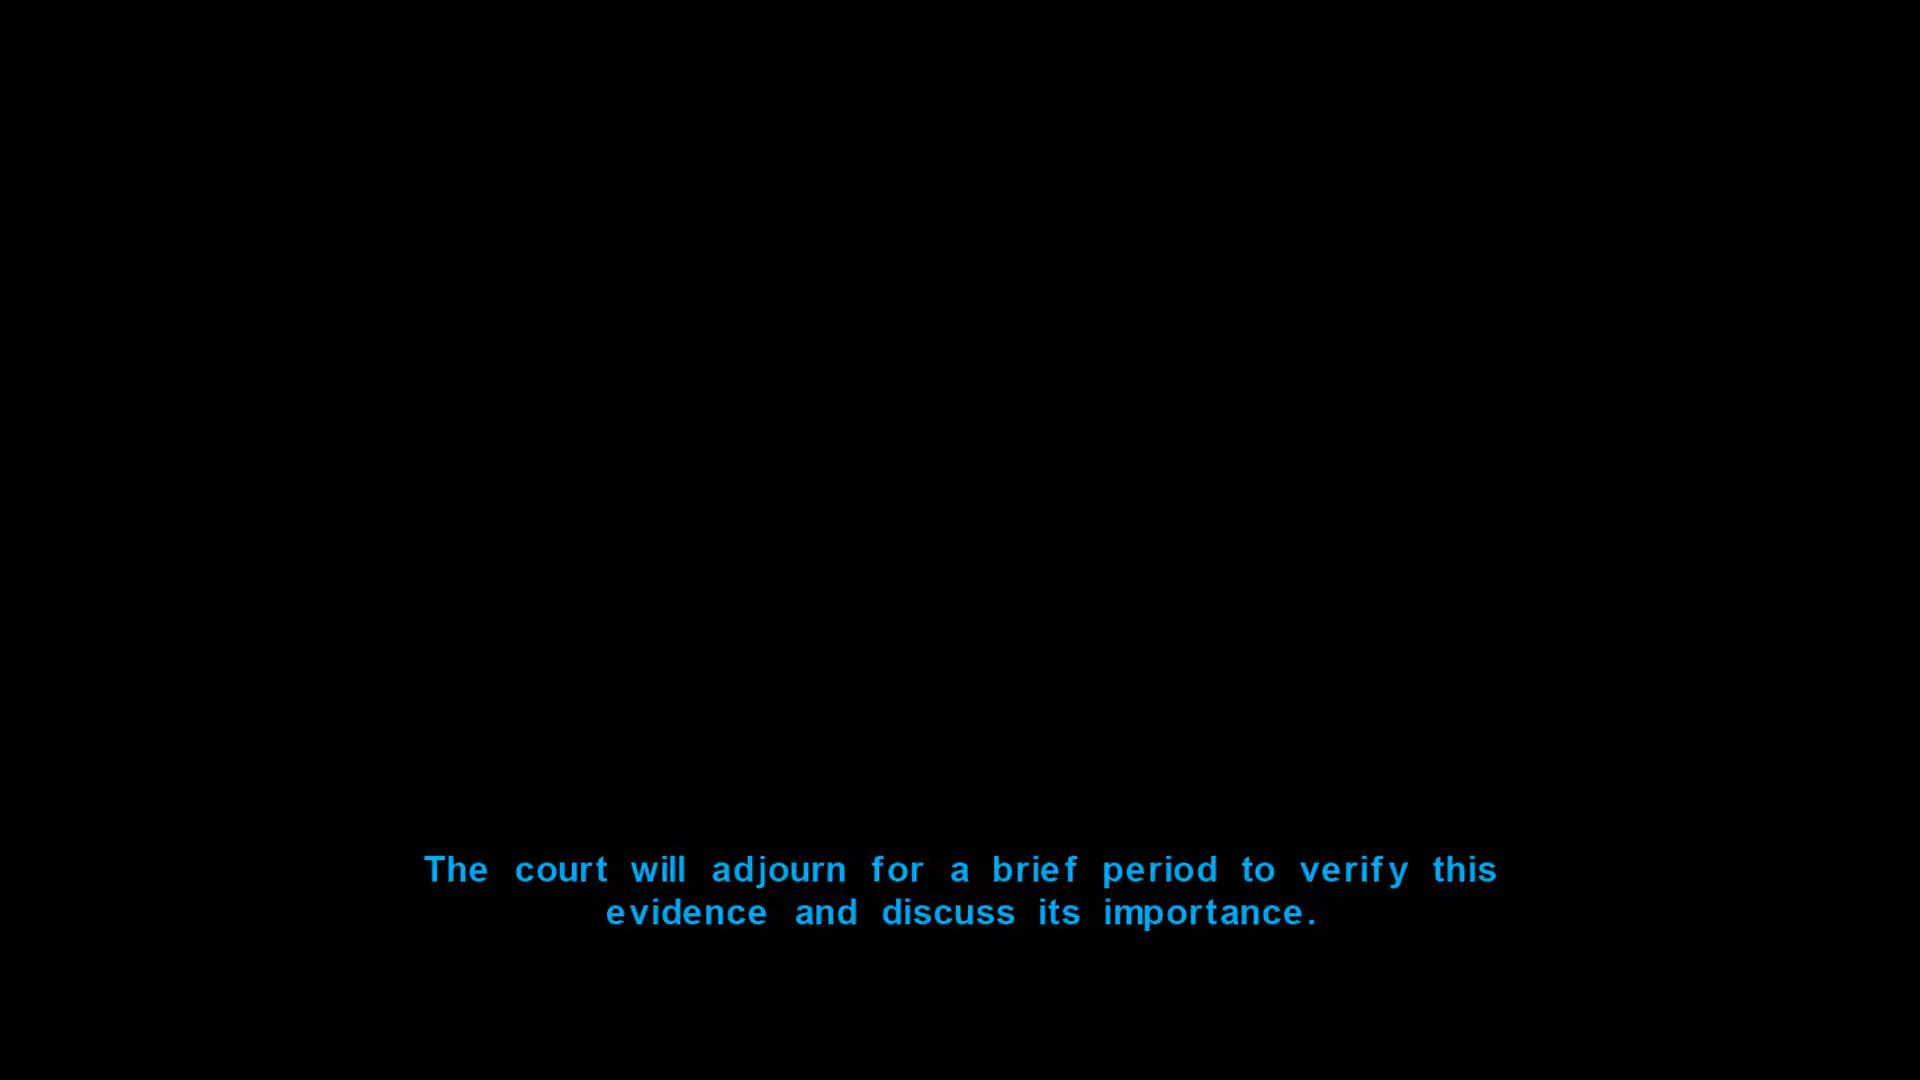 The court will adjourn for a brief period to verify this
evidence and discuss its importance.